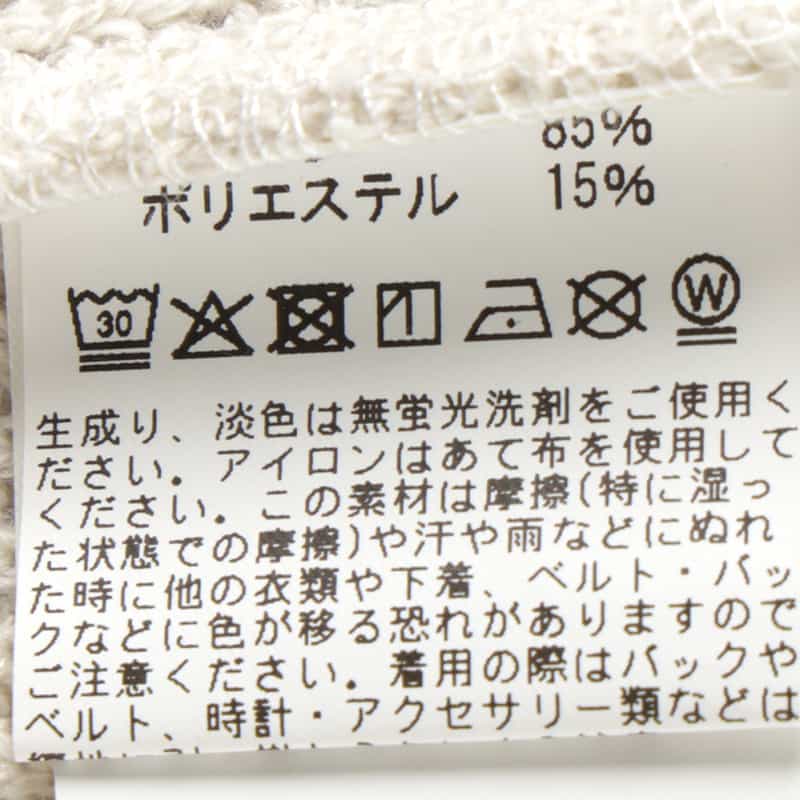 85%
ポリエステル 15%
30
W
生成り、淡色は無蛍光洗剤をご使用く
ださい。アイロンはあて布を使用して
ください。この素材は摩擦(特に湿っ
た状態での摩擦)や汗や雨などにぬれ
た時に他の衣類や下着、ベルト・バッ
クなどに色が移る恐れがありますので
ご注意ください。着用の際はバックや
ベルト、時計・アクセサリー類などは